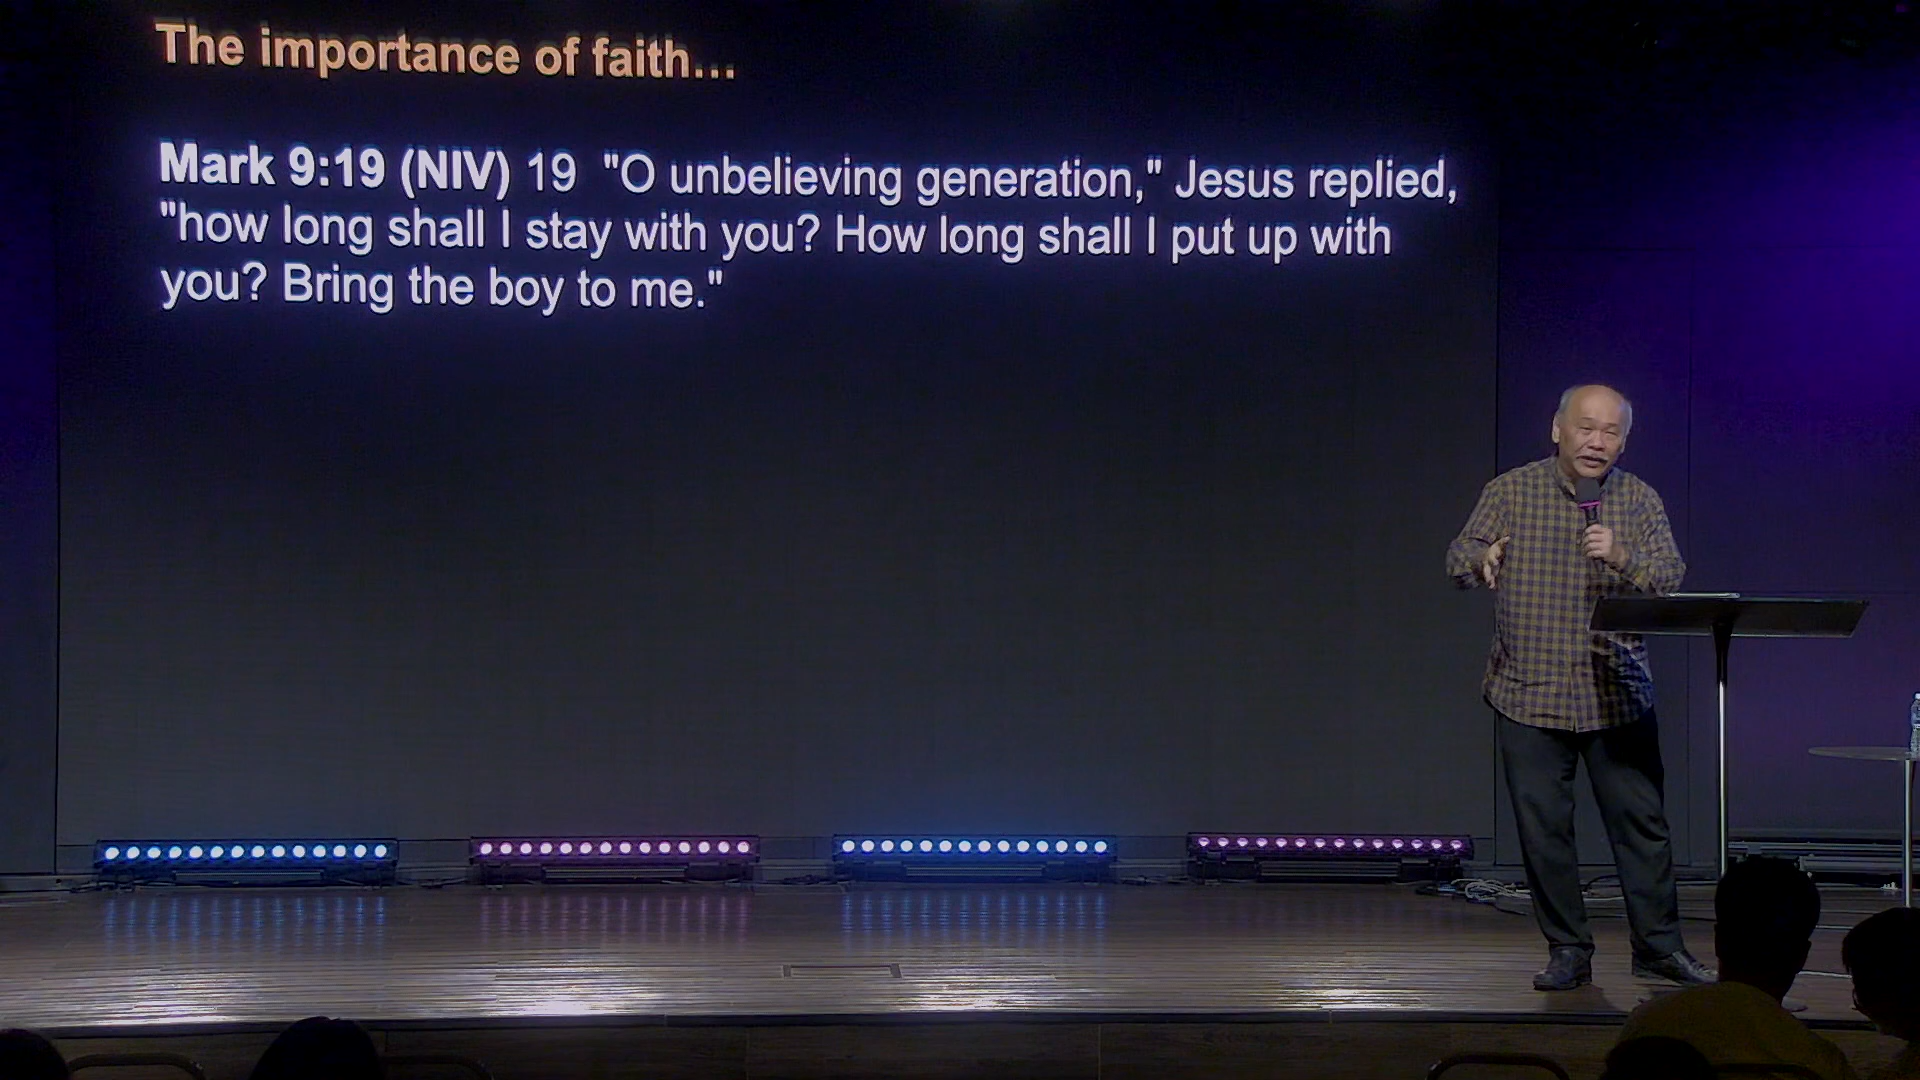 The importance of faith...
Mark 9:19 (NIV) 19 "O unbelieving generation," Jesus replied,
"how long shall I stay with you? How long shall I put up with
you? Bring the boy to me."